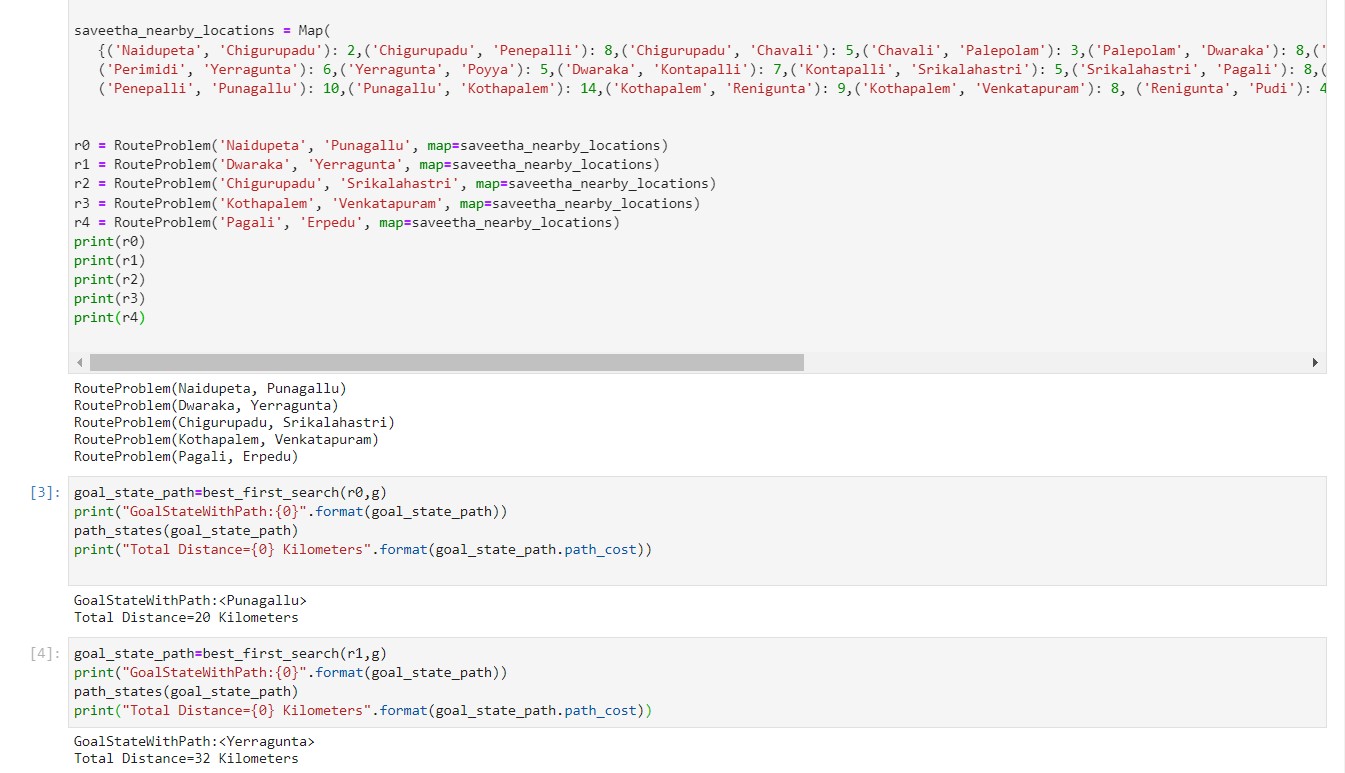 saveetha_nearby_locations = Map(
{('Naidupeta', 'Chigurupadu'): 2,('Chigurupadu', 'Penepalli'): 8,('Chigurupadu', 'Chavali'): 5,('Chavali', 'Palepolam'): 3,('Palepolam', 'Dwaraka'): 8,('
('Perimidi', 'Yerragunta'): 6,('Yerragunta', 'Poyya'): 5,('Dwaraka', 'Kontapalli'): 7,('Kontapalli', 'Srikalahastri'): 5,('Srikalahastri', 'Pagali'): 8,(
('Penepalli', 'Punagallu'): 10,('Punagallu', 'Kothapalem'): 14,('Kothapalem', 'Renigunta'): 9,('Kothapalem', 'Venkatapuram'): 8, ('Renigunta', 'Pudi'): 4
r0 = RouteProblem('Naidupeta', 'Punagallu', map=saveetha_nearby_locations)
r1 = RouteProblem('Dwaraka', 'Yerragunta', map=saveetha_nearby_locations)
r2 = RouteProblem('Chigurupadu', 'Srikalahastri', map=saveetha_nearby_locations)
r3 = RouteProblem('Kothapalem', 'Venkatapuram', map=saveetha_nearby_locations)
r4 = RouteProblem('Pagali', 'Erpedu', map=saveetha_nearby_locations)
print(r0)
print(r1)
print(r2)
print(r3)
print(r4)
RouteProblem(Naidupeta, Punagallu)
RouteProblem(Dwaraka, Yerragunta)
RouteProblem(Chigurupadu, Srikalahastri)
RouteProblem(Kothapalem, Venkatapuram)
RouteProblem(Pagali, Erpedu)
[3]: goal_state_path=best_first_search(r0,g)
print("GoalStateWithPath:{0}".format(goal_state_path))
path_states(goal_state_path)
print("Total Distance={0} Kilometers".format(goal_state_path.path_cost))
GoalStateWithPath:<Punagallu>
Total Distance=20 Kilometers
[4]: goal_state_path=best_first_search(r1,g)
print("GoalStateWithPath:{0}".format(goal_state_path))
path_states(goal_state_path)
print("Total Distance={0} Kilometers".format(goal_state_path.path_cost))
GoalStateWithPath:<Yerragunta>
Total Distance=32 Kilometers